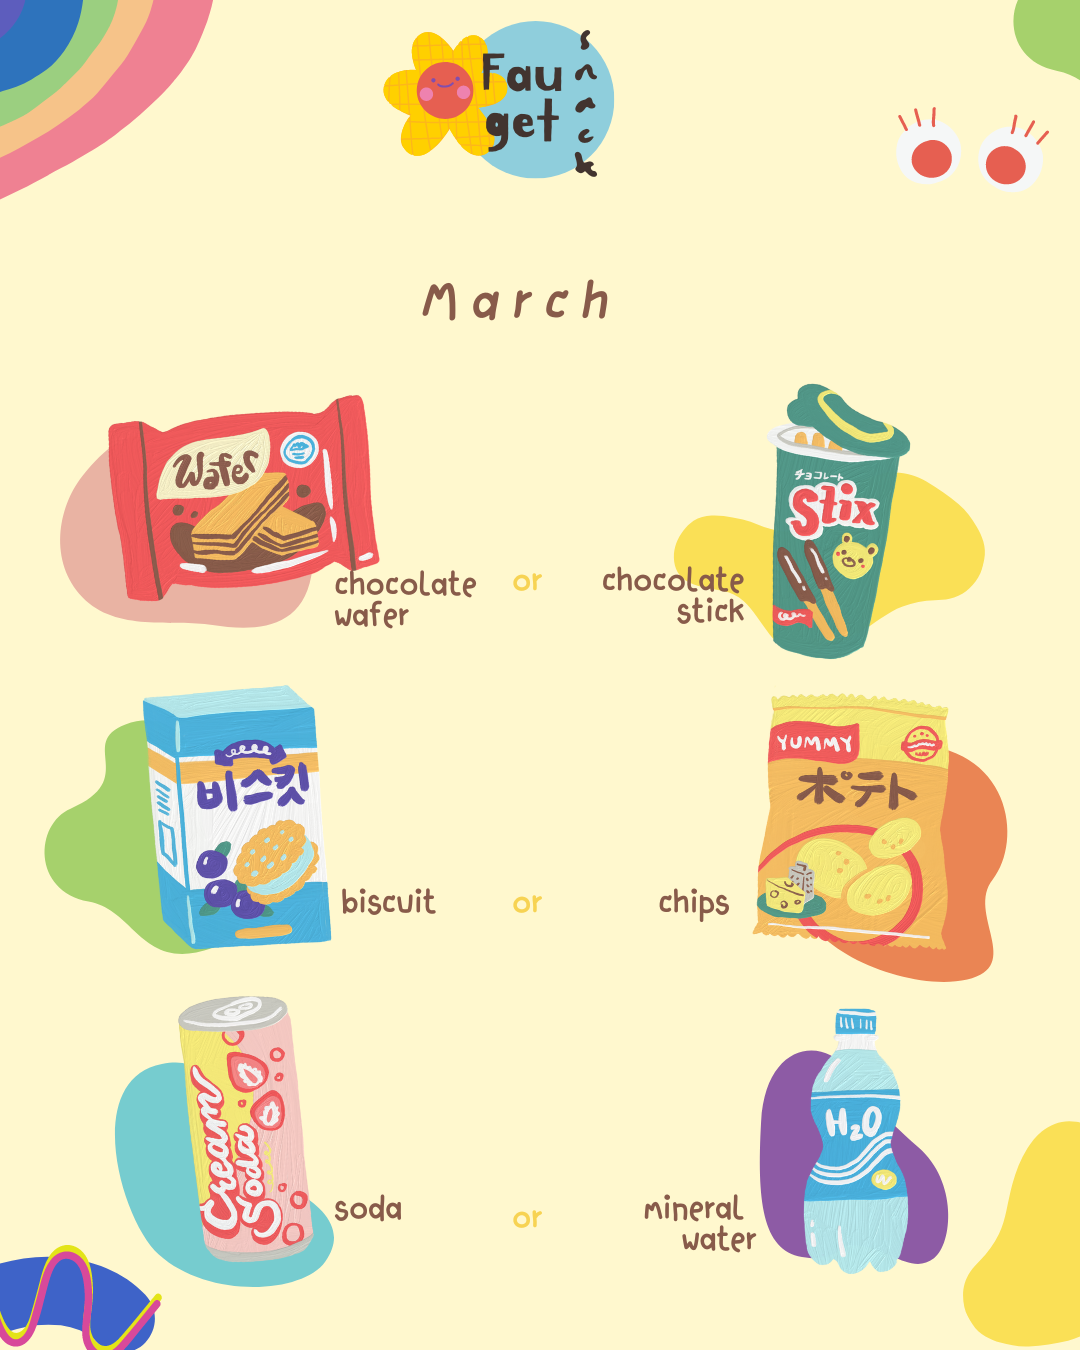 Fau
get
snack
March
Wafer
チョコレート
Stix
chocolate
wafer
or
chocolate
stick
비스킷
YUMMY
ポテト
biscuit
or
chips
Cream
Soda
H₂O
w
soda
or
mineral
water